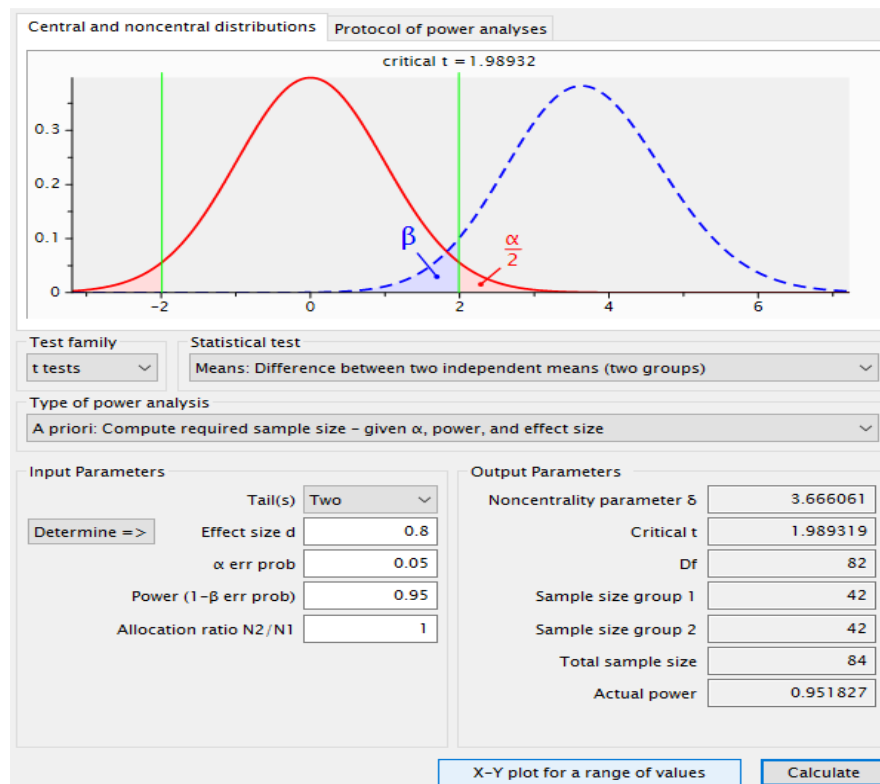 Central and noncentral distributions Protocol of power analyses
critical t = 1.98932
0.3
0.2
β α/2
0.1
0
-2 0 2 4 6
Test family Statistical test
t tests Means: Difference between two independent means (two groups)
Type of power analysis
A priori: Compute required sample size - given α, power, and effect size
Input Parameters Output Parameters
Tail(s) Two Noncentrality parameter δ 3.666061
Determine => Effect size d 0.8 Critical t 1.989319
α err prob 0.05 Df 82
Power (1-β err prob) 0.95 Sample size group 1 42
Allocation ratio N2/N1 1 Sample size group 2 42
Total sample size 84
Actual power 0.951827
X-Y plot for a range of values Calculate